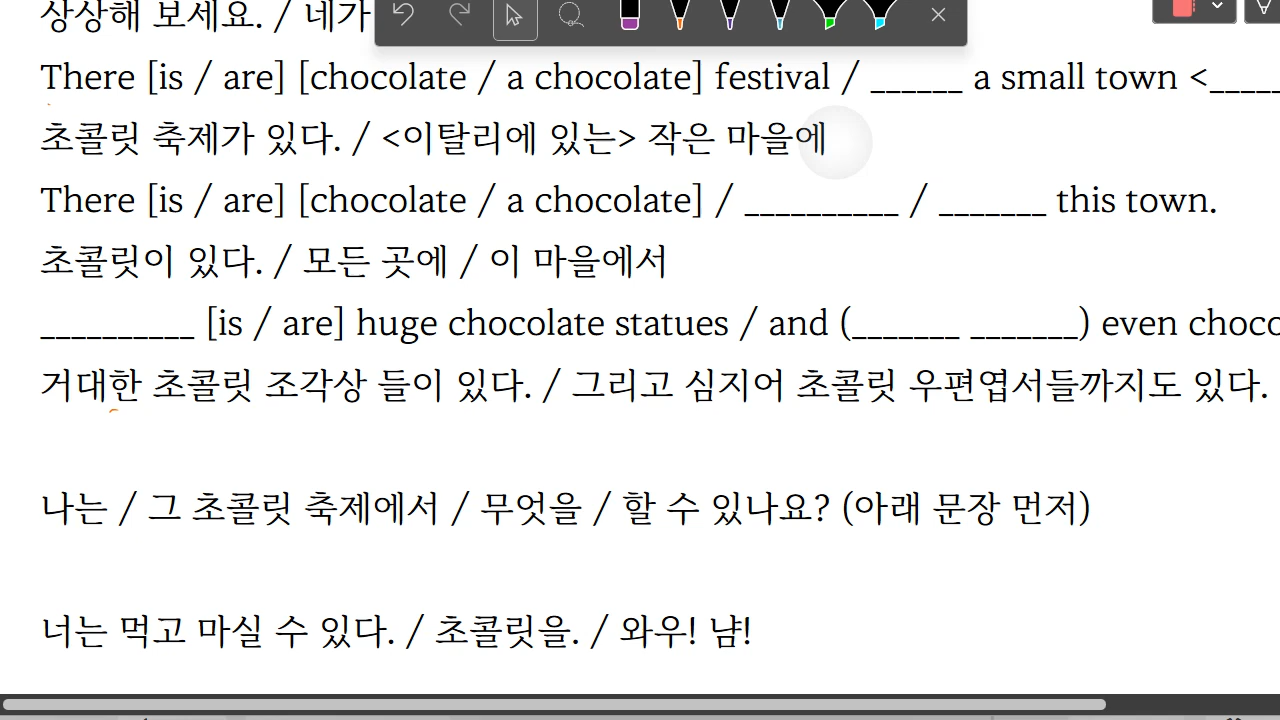 상상해 보세요. / 네가
There [is / are] [chocolate / a chocolate] festival / ______ a small town <_____
초콜릿 축제가 있다. / <이탈리에 있는> 작은 마을에
There [is / are] [chocolate / a chocolate] / __________ / _______ this town.
초콜릿이 있다. / 모든 곳에 / 이 마을에서
__________ [is / are] huge chocolate statues / and (_______ _______) even choco
거대한 초콜릿 조각상 들이 있다. / 그리고 심지어 초콜릿 우편엽서들까지도 있다.
나는 / 그 초콜릿 축제에서 / 무엇을 / 할 수 있나요? (아래 문장 먼저)
너는 먹고 마실 수 있다. / 초콜릿을. / 와우! 냠!